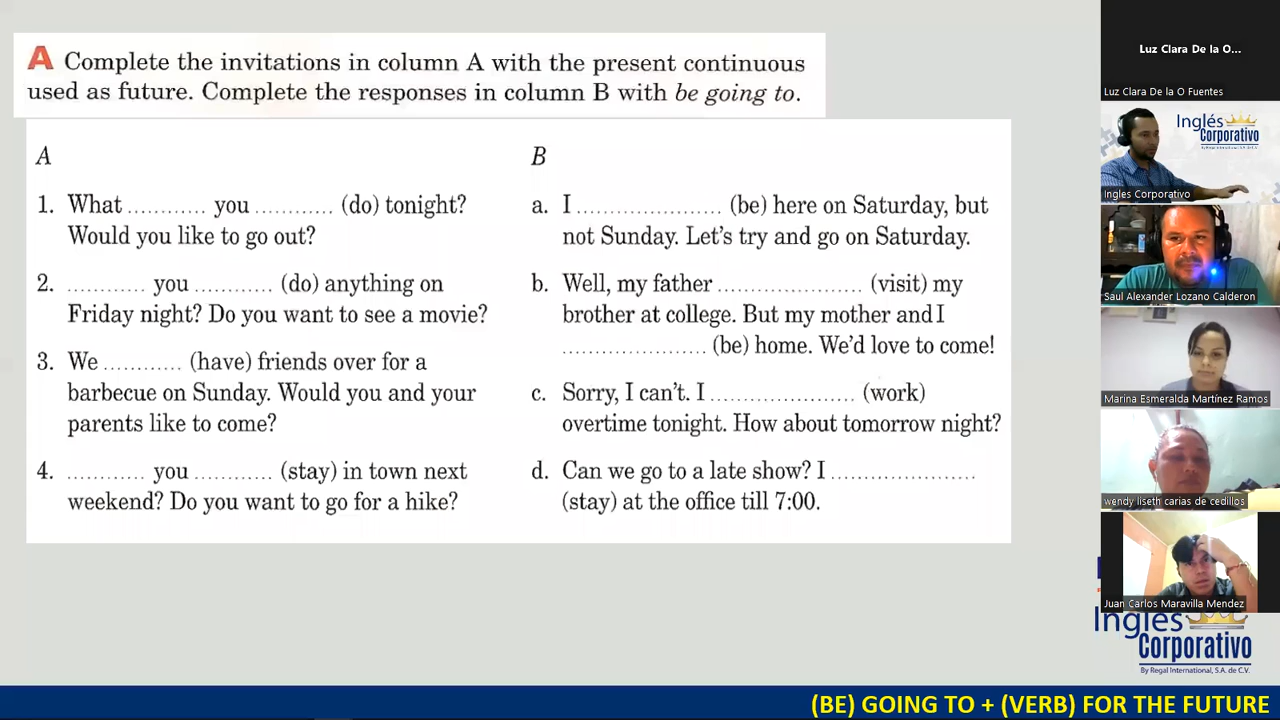 A Complete the invitations in column A with the present continuous
used as future. Complete the responses in column B with be going to.
A
1. What ............ you ............ (do) tonight?
Would you like to go out?
2. ............ you ............ (do) anything on
Friday night? Do you want to see a movie?
3. We ............ (have) friends over for a
barbecue on Sunday. Would you and your
parents like to come?
4. ............ you ............ (stay) in town next
weekend? Do you want to go for a hike?
B
a. I ...................... (be) here on Saturday, but
not Sunday. Let's try and go on Saturday.
b. Well, my father ...................... (visit) my
brother at college. But my mother and I
...................... (be) home. We'd love to come!
c. Sorry, I can't. I ...................... (work)
overtime tonight. How about tomorrow night?
d. Can we go to a late show? I ......................
(stay) at the office till 7:00.
Luz Clara De la O...
Luz Clara De la O Fuentes
Inglés
Corporativo
Ingles Corporativo
Saul Alexander Lozano Calderon
Marina Esmeralda Martínez Ramos
wendy liseth carias de cedillos
Juan Carlos Maravilla Mendez
Inglés
Corporativo
By Regal International, S.A. de C.V.
(BE) GOING TO + (VERB) FOR THE FUTURE